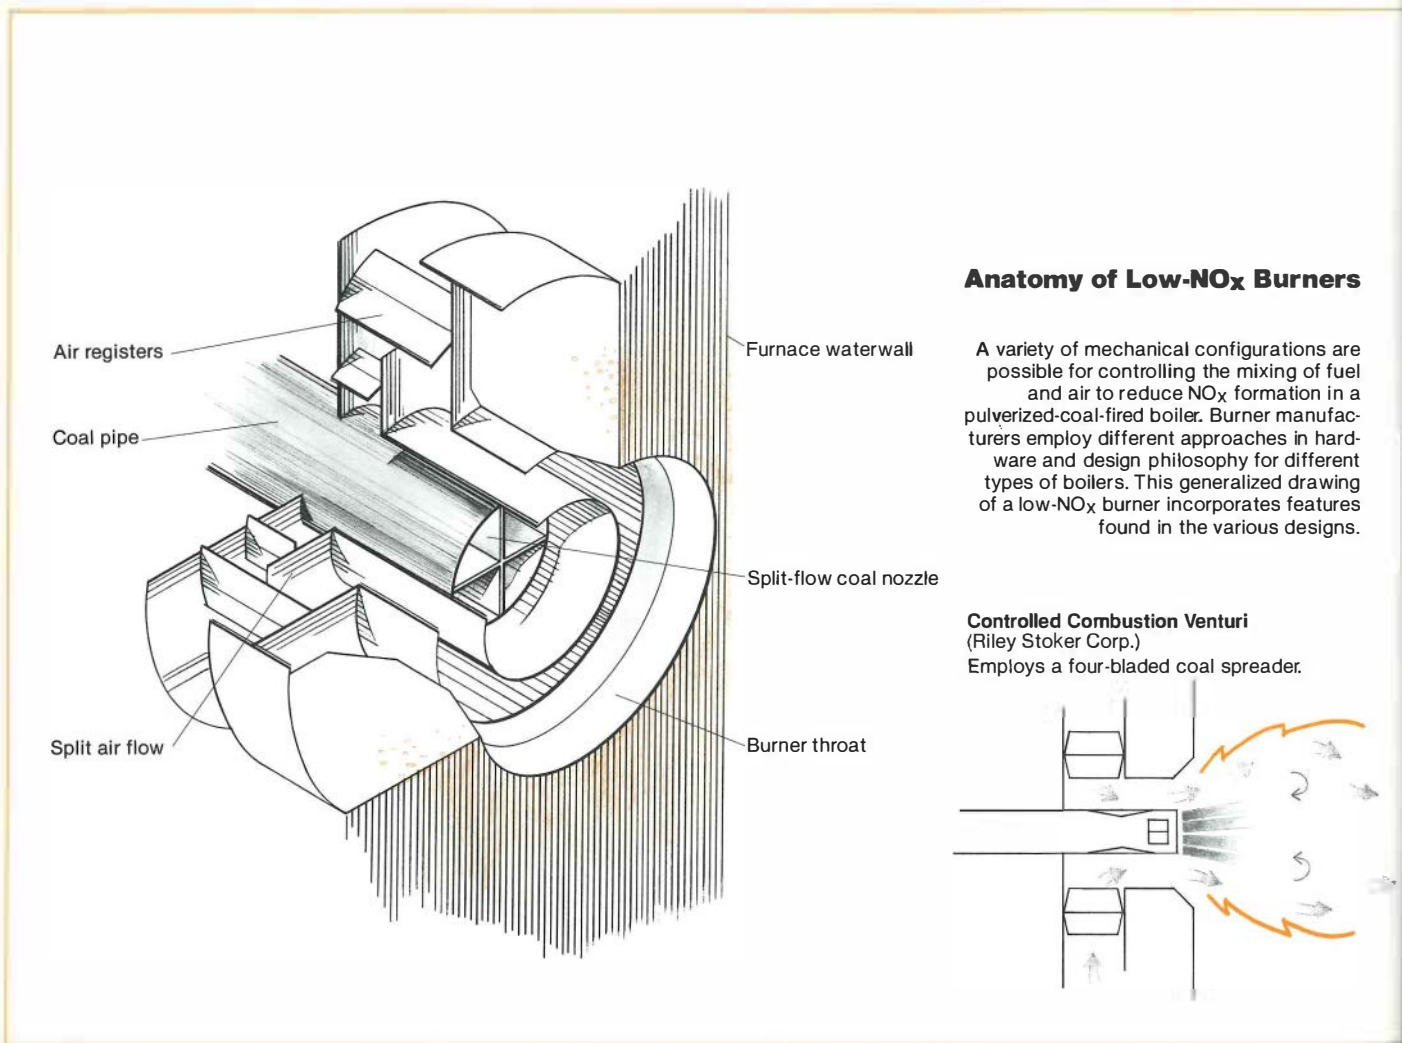 Anatomy of Low-NOx Burners
A variety of mechanical configurations are
possible for controlling the mixing of fuel
and air to reduce NOx formation in a
pulverized-coal-fired boiler. Burner manufac-
turers employ different approaches in hard-
ware and design philosophy for different
types of boilers. This generalized drawing
of a low-NOx burner incorporates features
found in the various designs.
Air registers
Coal pipe
Split air flow
Furnace waterwall
Split-flow coal nozzle
Burner throat
Controlled Combustion Venturi
(Riley Stoker Corp.)
Employs a four-bladed coal spreader.